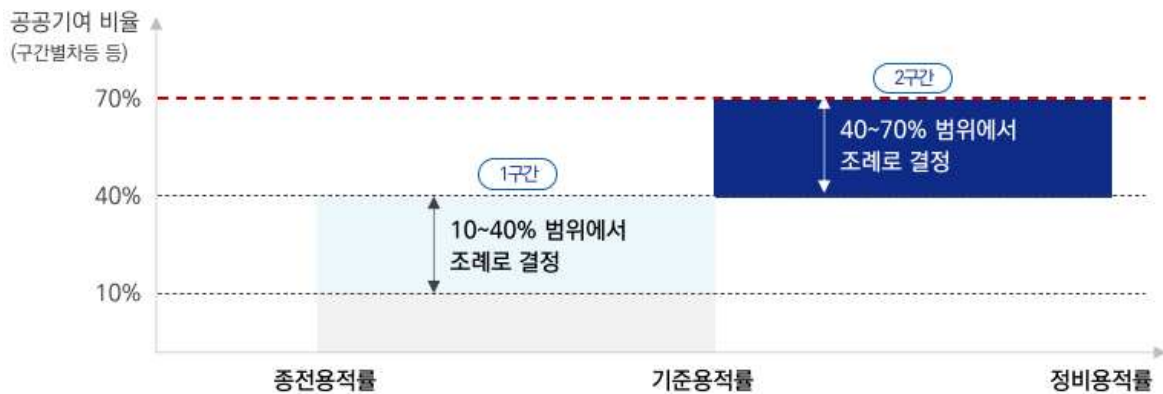 공공기여 비율
(구간별차등 등)
2구간
70%
40~70% 범위에서
조례로 결정
1구간
40%
10~40% 범위에서
조례로 결정
10%
종전용적률
기준용적률
정비용적률